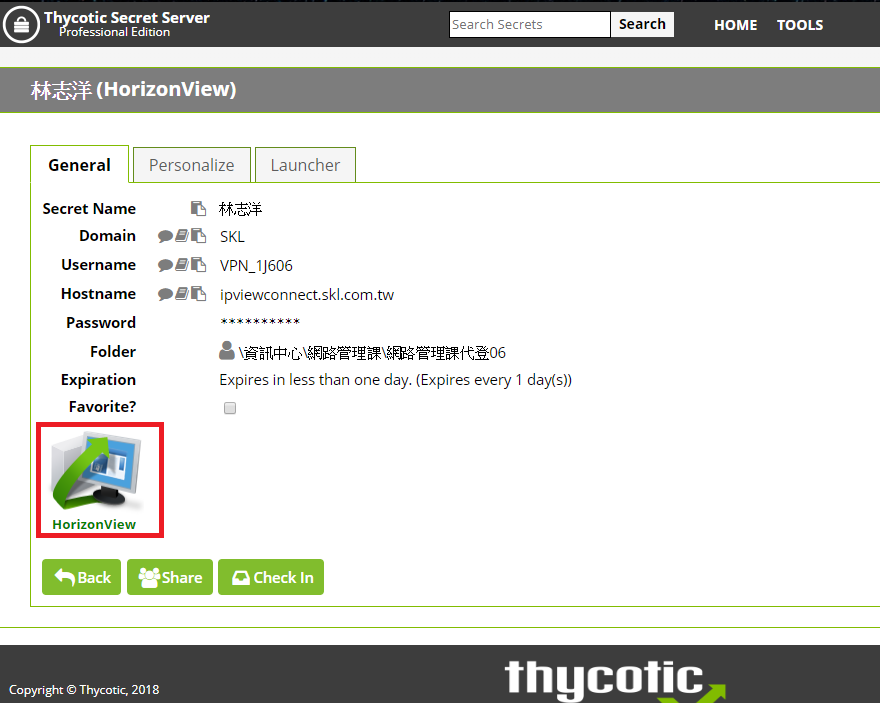 Thycotic Secret Server
Professional Edition
Search Secrets Search HOME TOOLS
林志洋 (HorizonView)
General Personalize Launcher
Secret Name 林志洋
Domain SKL
Username VPN_1J606
Hostname ipviewconnect.skl.com.tw
Password **********
Folder \資訊中心\網路管理課\網路管理課代登06
Expiration Expires in less than one day. (Expires every 1 day(s))
Favorite?
HorizonView
Back Share Check In
Copyright © Thycotic, 2018
thycotic